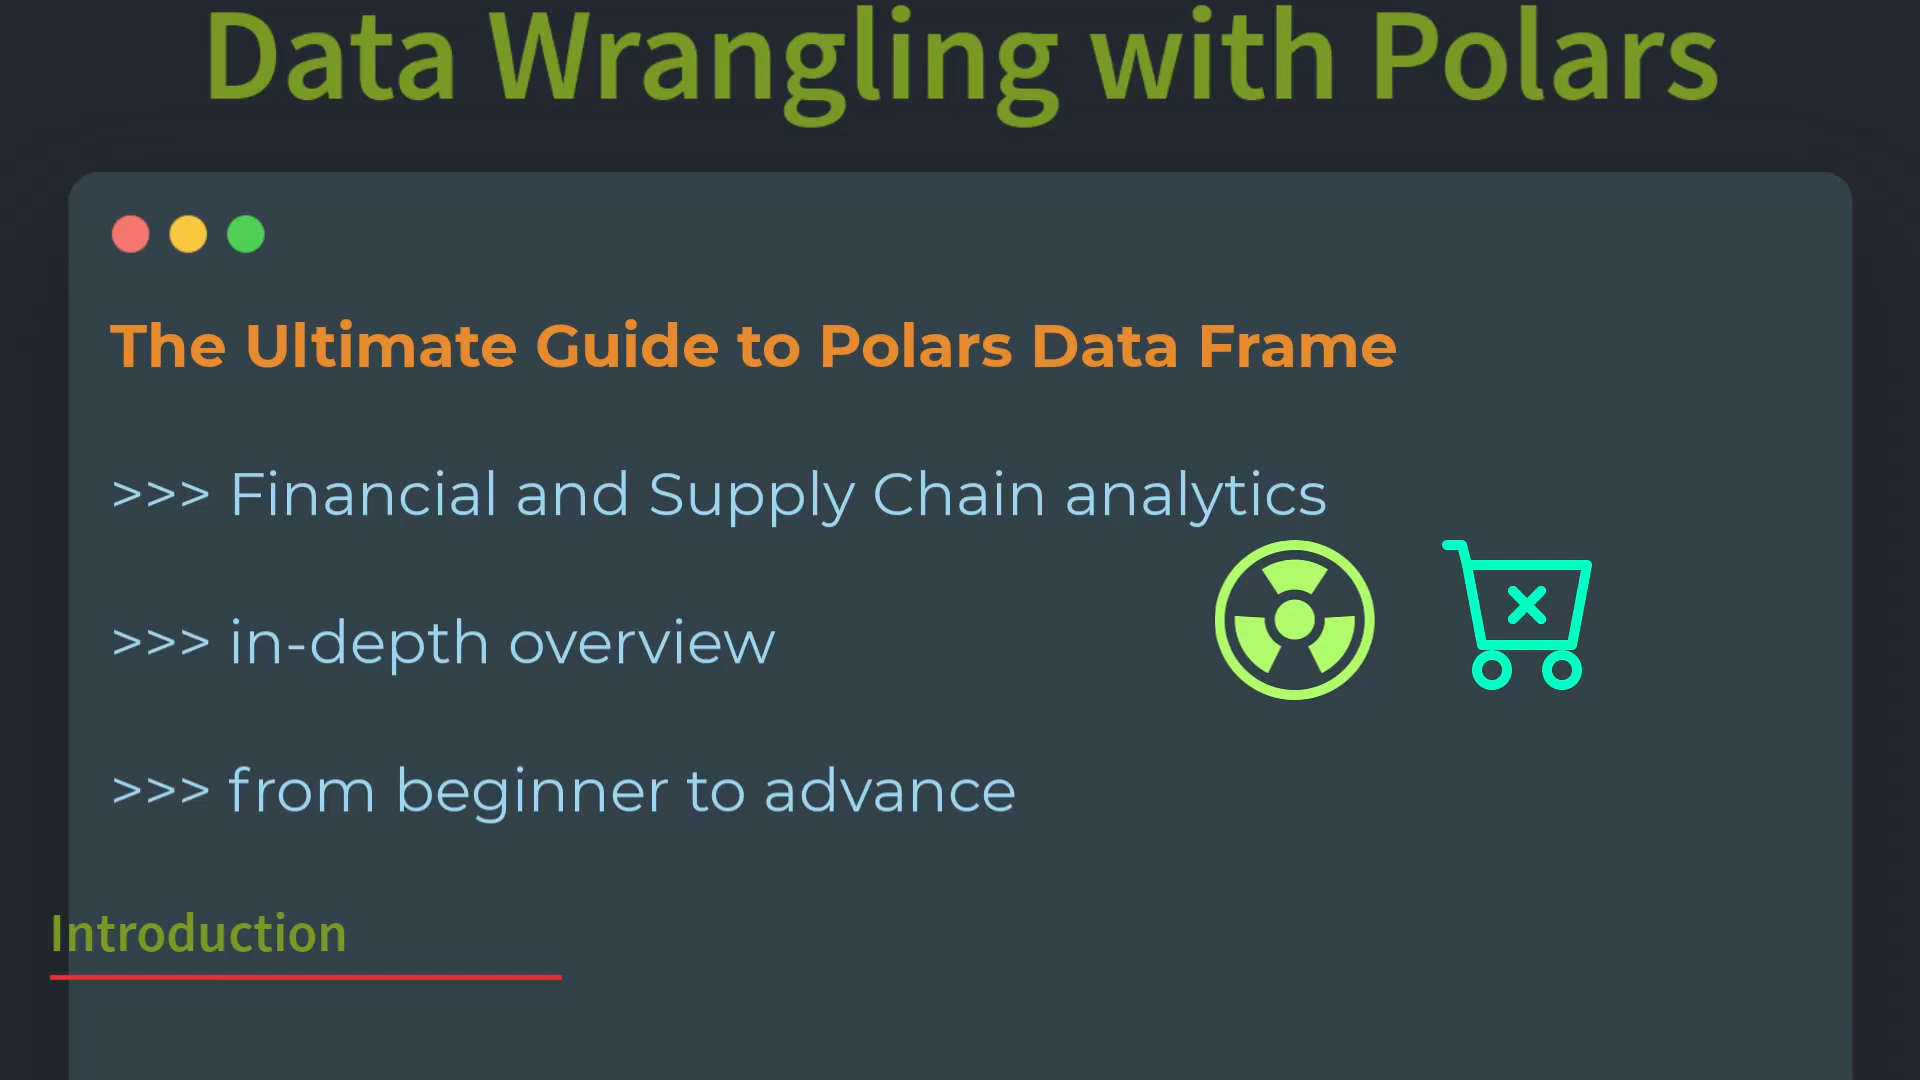 Data Wrangling with Polars
The Ultimate Guide to Polars Data Frame
>>> Financial and Supply Chain analytics
>>> in-depth overview
>>> from beginner to advance
Introduction